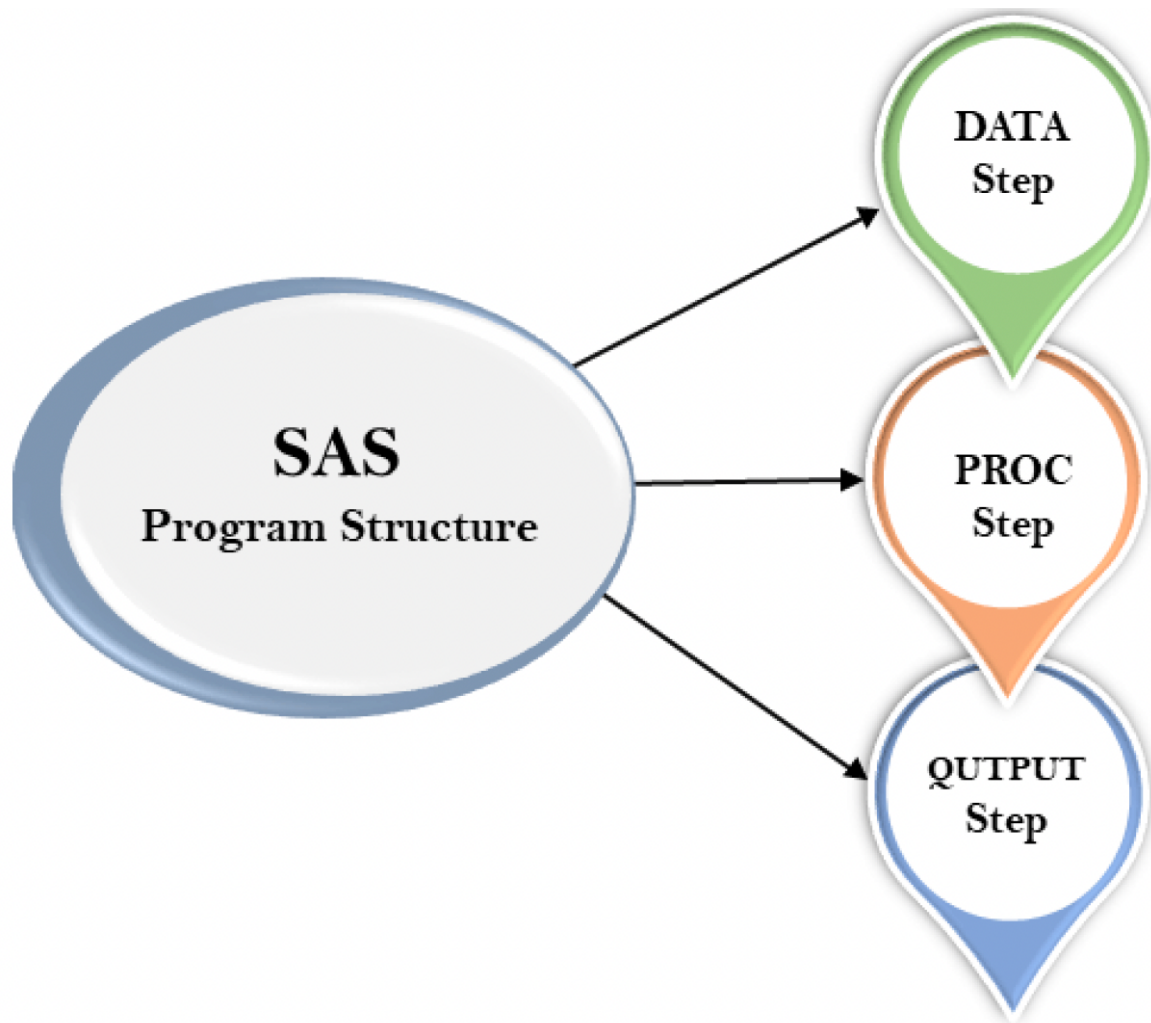 SAS
Program Structure
DATA
Step
PROC
Step
QUTPUT
Step